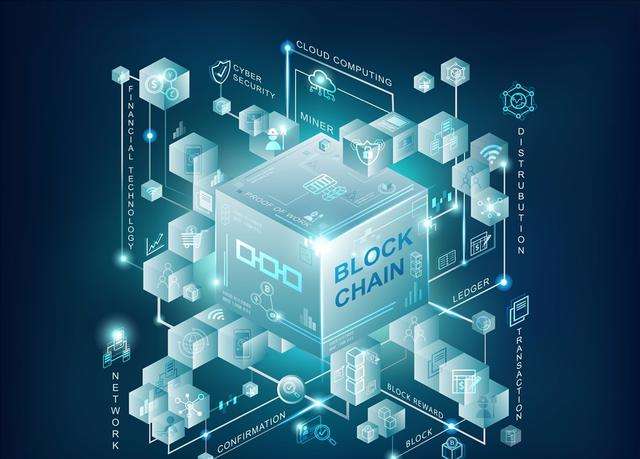 CLOUD COMPUTING
CYBER
SECURITY
MINER
FINANCIAL TECHNOLOGY
DISTRUBUTION
PROOF OF WORK
BLOCK
CHAIN
LEDGER
TRANSACTION
NETWORK
BLOCK REWARD
CONFIRMATION
BLOCK